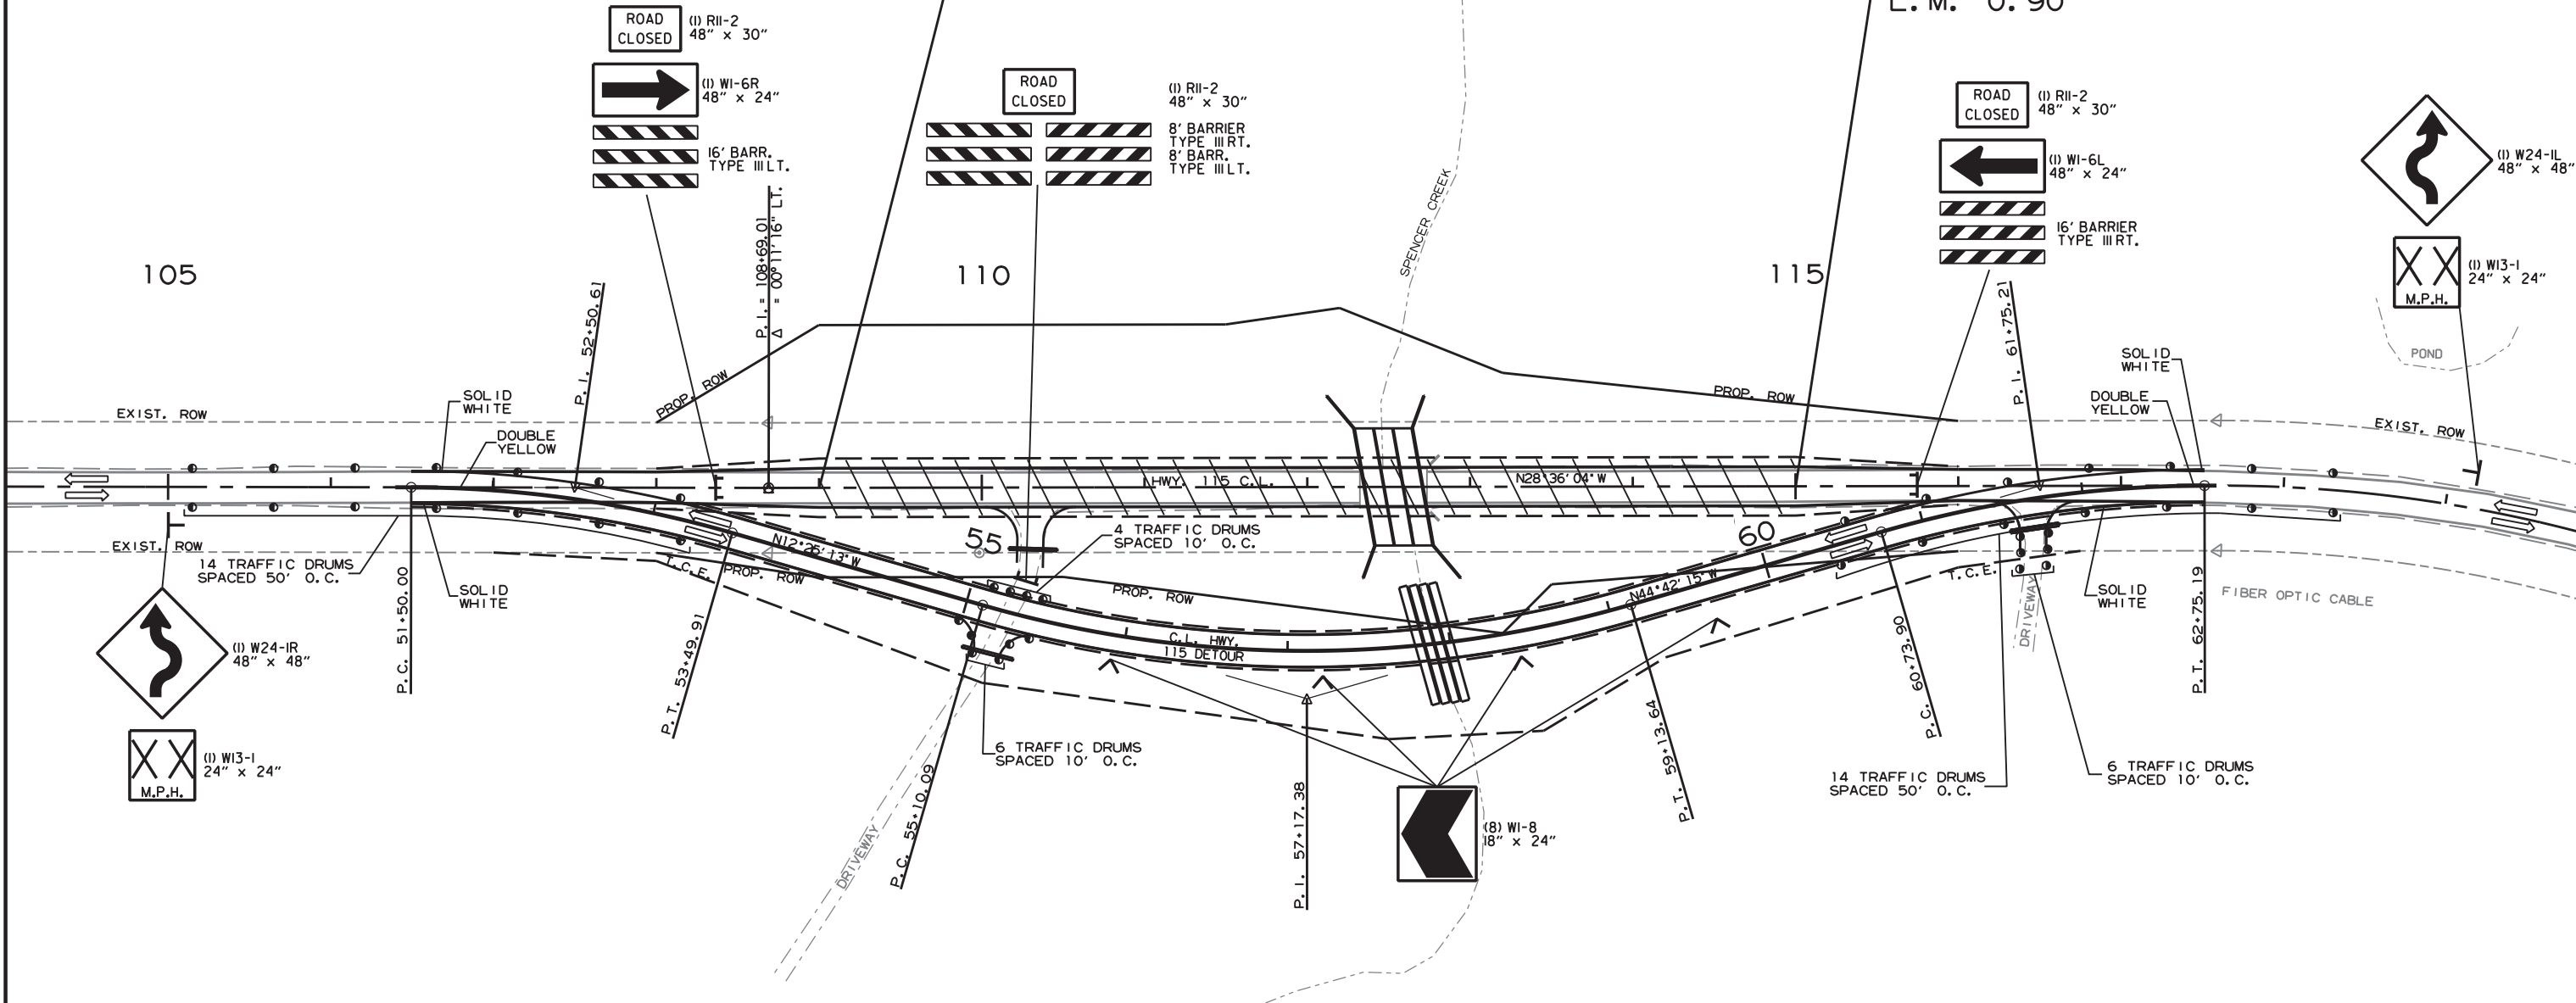 L. M. 0.90
ROAD
CLOSED
(1) R11-2
48" x 30"
(1) W1-6R
48" x 24"
16' BARR.
TYPE III LT.
ROAD
CLOSED
(1) R11-2
48" x 30"
8' BARRIER
TYPE III RT.
8' BARR.
TYPE III LT.
ROAD
CLOSED
(1) R11-2
48" x 30"
(1) W1-6L
48" x 24"
16' BARRIER
TYPE III RT.
(1) W24-1L
48" x 48"
(1) W13-1
24" x 24"
M.P.H.
105
110
115
P. I. = 108+69.01
Δ = 00°11'16" LT.
SPENCER CREEK
P. I. 52+50.61
P. I. 61+75.21
POND
PROP. ROW
PROP. ROW
EXIST. ROW
EXIST. ROW
SOLID
WHITE
DOUBLE
YELLOW
SOLID
WHITE
DOUBLE
YELLOW
HWY. 115 C.L.
N28°36'04"W
EXIST. ROW
14 TRAFFIC DRUMS
SPACED 50' O.C.
SOLID
WHITE
P. C. 51+50.00
P. T. 53+49.91
T.C.E.
PROP. ROW
N12°25'13"W
55
4 TRAFFIC DRUMS
SPACED 10' O.C.
PROP. ROW
C.L. HWY.
115 DETOUR
60
N44°42'15"W
T.C.E.
DRIVEWAY
SOLID
WHITE
FIBER OPTIC CABLE
P. T. 62+75.19
P. C. 60+73.90
P. T. 59+13.64
P. I. 57+17.38
P. C. 55+10.09
DRIVEWAY
6 TRAFFIC DRUMS
SPACED 10' O.C.
14 TRAFFIC DRUMS
SPACED 50' O.C.
6 TRAFFIC DRUMS
SPACED 10' O.C.
(1) W24-1R
48" x 48"
(1) W13-1
24" x 24"
M.P.H.
(8) W1-8
18" x 24"